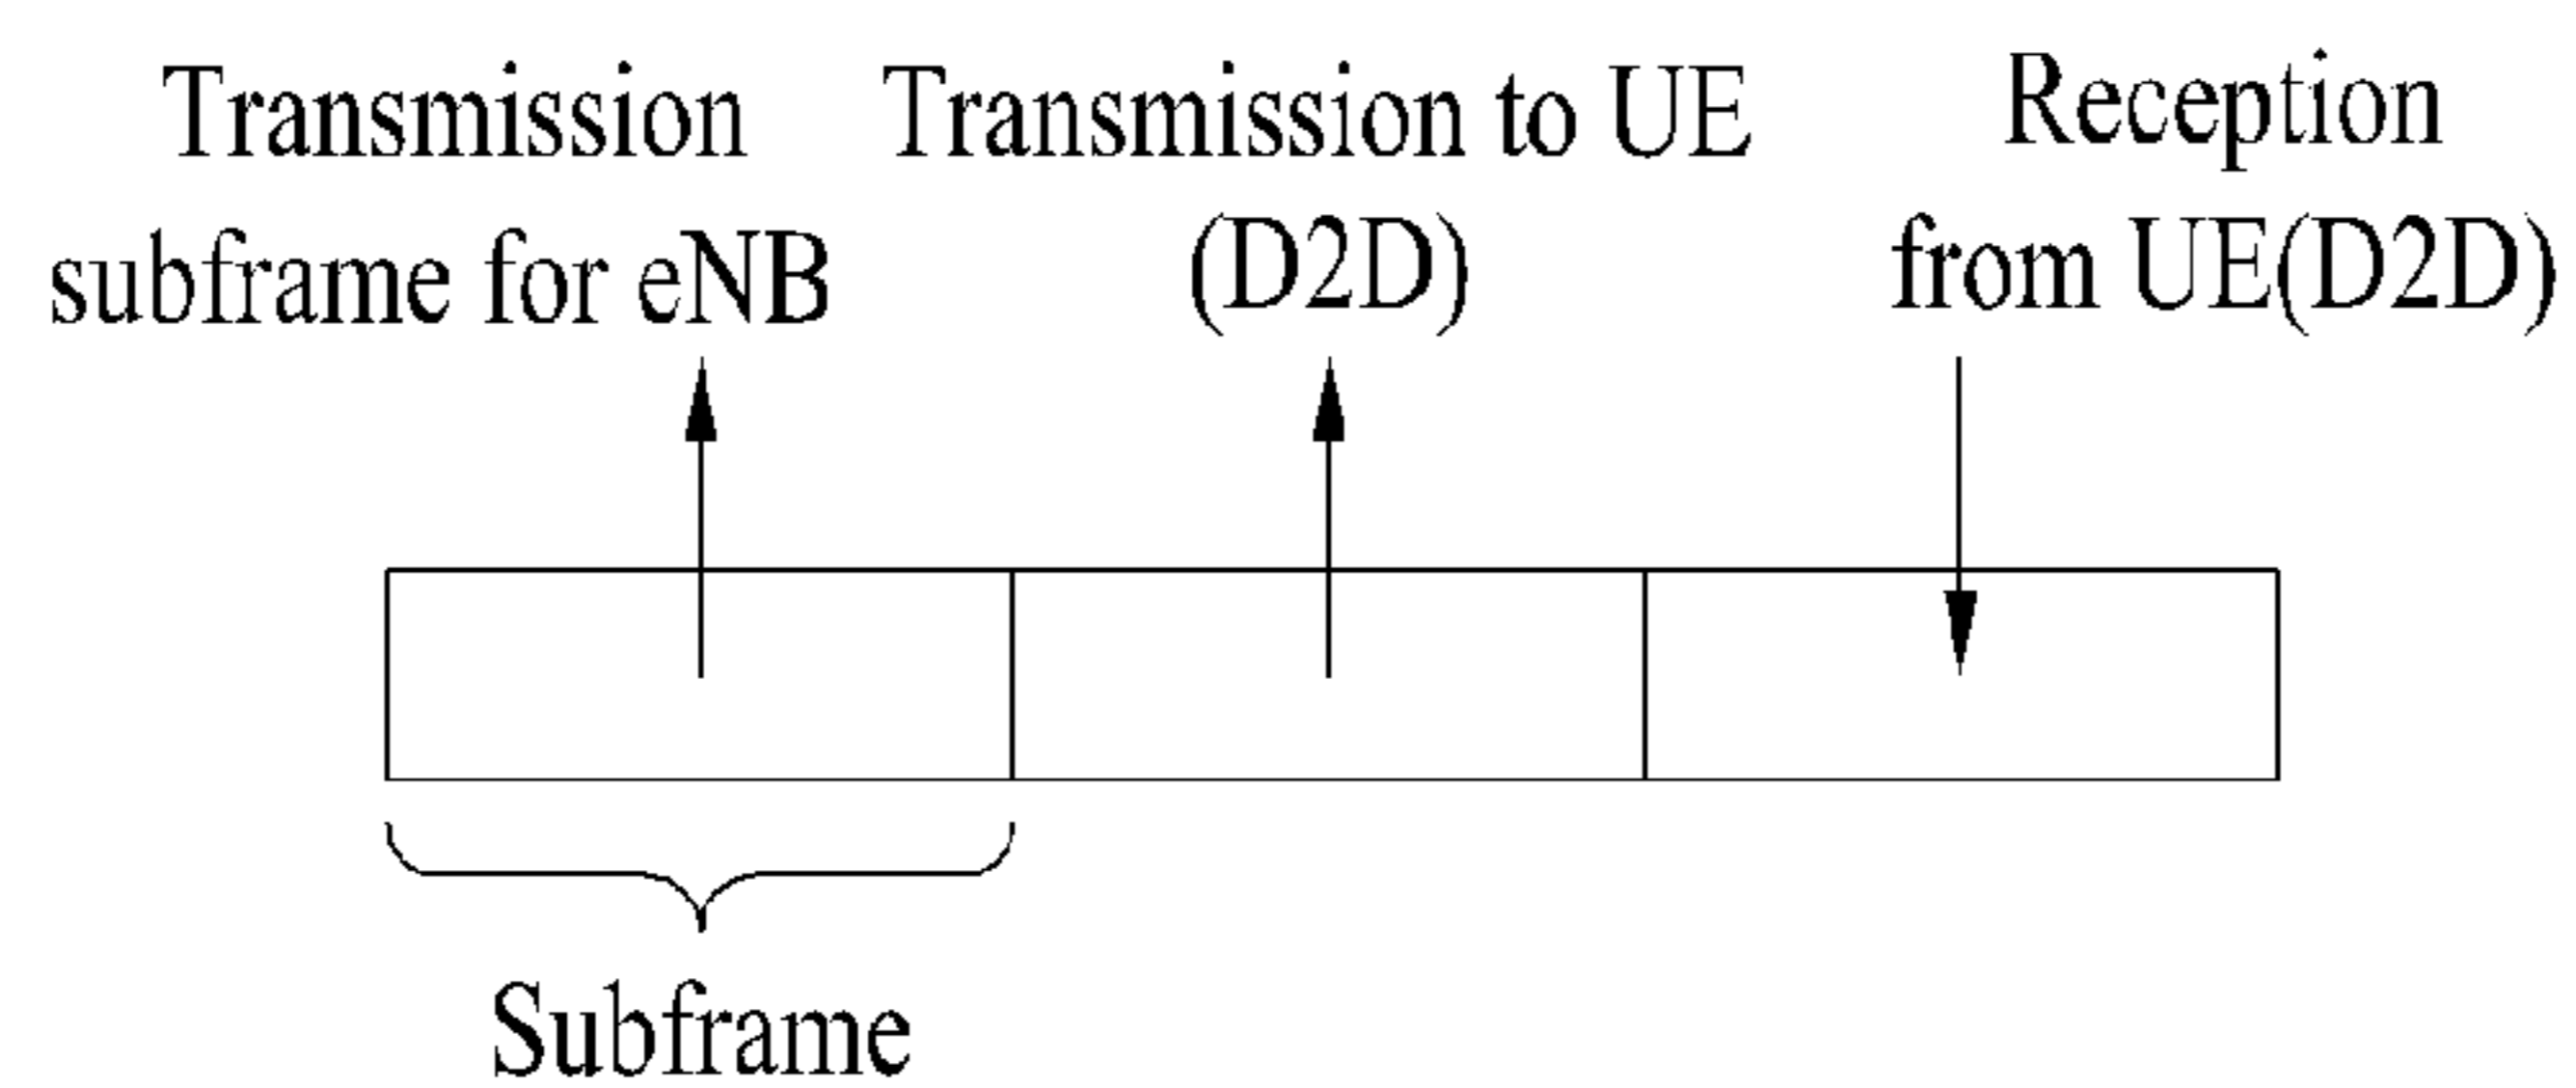 Transmission
subframe for eNB
Transmission to UE
(D2D)
Reception
from UE(D2D)
Subframe